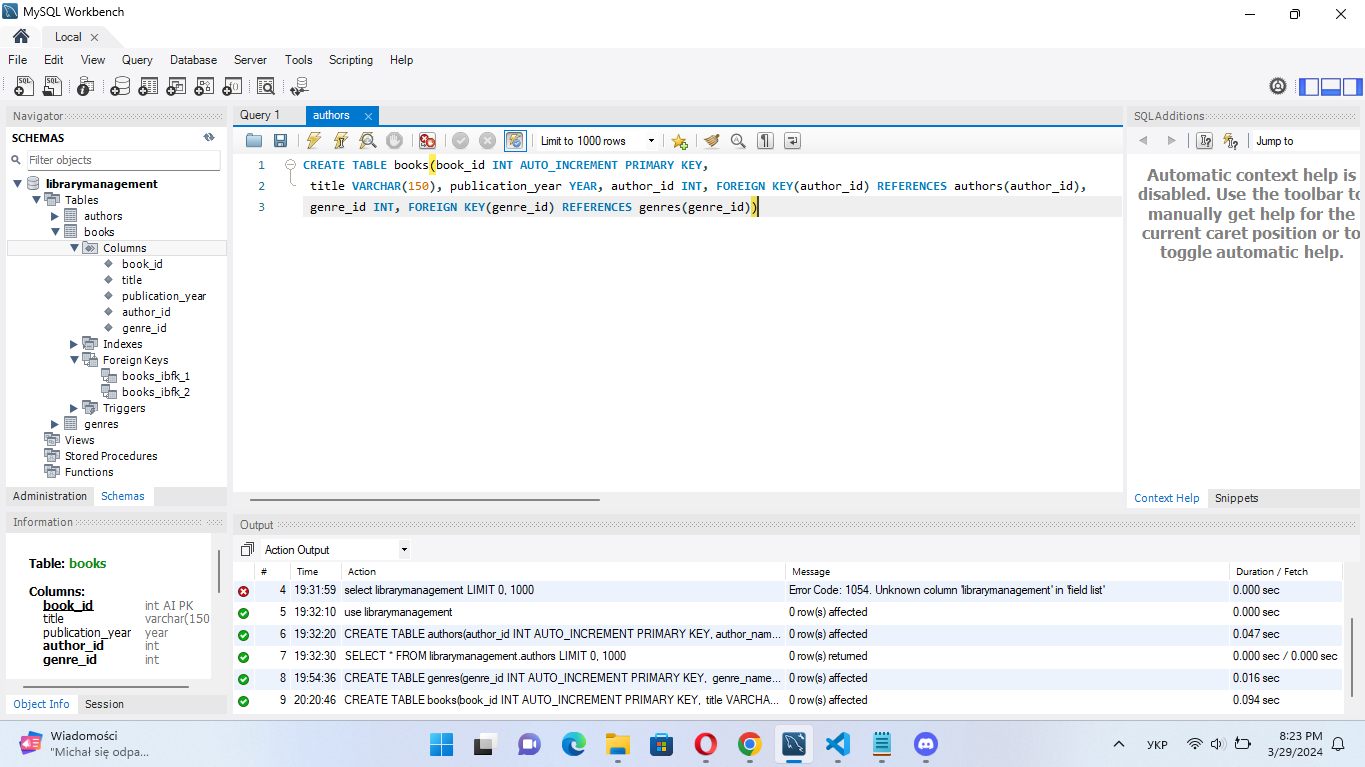 MySQL Workbench
Local
File Edit View Query Database Server Tools Scripting Help
Navigator
SCHEMAS
Filter objects
librarymanagement
Tables
authors
books
Columns
book_id
title
publication_year
author_id
genre_id
Indexes
Foreign Keys
books_ibfk_1
books_ibfk_2
Triggers
genres
Views
Stored Procedures
Functions
Administration Schemas
Information
Table: books
Columns:
book_id int AI PK
title varchar(150
publication_year year
author_id int
genre_id int
Object Info Session
Query 1 authors
Limit to 1000 rows
1 CREATE TABLE books(book_id INT AUTO_INCREMENT PRIMARY KEY,
2 title VARCHAR(150), publication_year YEAR, author_id INT, FOREIGN KEY(author_id) REFERENCES authors(author_id),
3 genre_id INT, FOREIGN KEY(genre_id) REFERENCES genres(genre_id))
SQLAdditions
Jump to
Automatic context help is
disabled. Use the toolbar to
manually get help for the
current caret position or to
toggle automatic help.
Context Help Snippets
Output
Action Output
# Time Action Message Duration / Fetch
4 19:31:59 select librarymanagement LIMIT 0, 1000 Error Code: 1054. Unknown column 'librarymanagement' in 'field list' 0.000 sec
5 19:32:10 use librarymanagement 0 row(s) affected 0.000 sec
6 19:32:20 CREATE TABLE authors(author_id INT AUTO_INCREMENT PRIMARY KEY, author_nam... 0 row(s) affected 0.047 sec
7 19:32:30 SELECT * FROM librarymanagement.authors LIMIT 0, 1000 0 row(s) returned 0.000 sec / 0.000 sec
8 19:54:36 CREATE TABLE genres(genre_id INT AUTO_INCREMENT PRIMARY KEY, genre_name... 0 row(s) affected 0.016 sec
9 20:20:46 CREATE TABLE books(book_id INT AUTO_INCREMENT PRIMARY KEY, title VARCHA... 0 row(s) affected 0.094 sec
Wiadomości
"Michał się odpa...
УКР
8:23 PM
3/29/2024